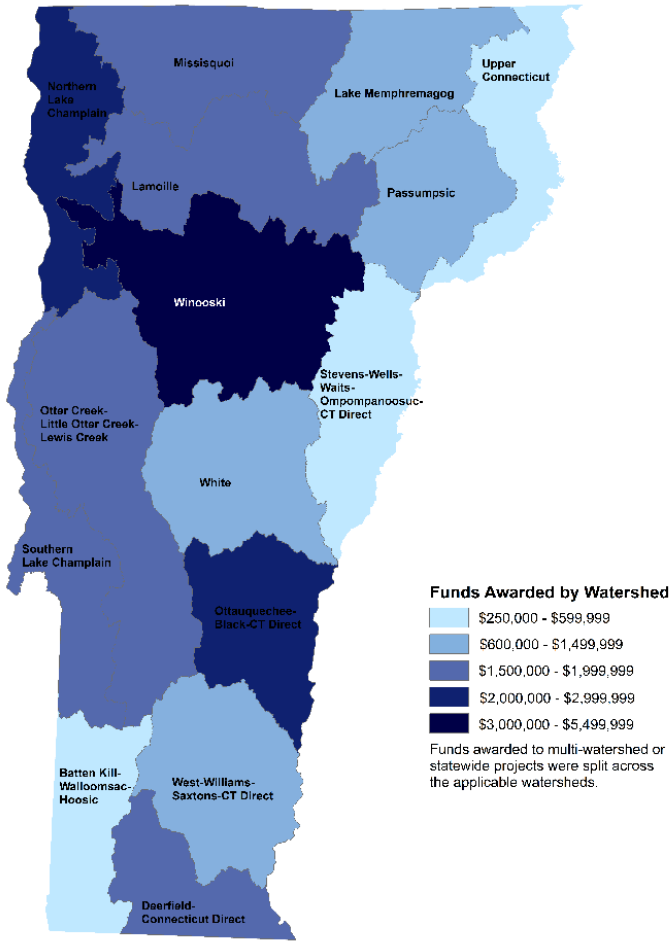 Missisquoi
Upper
Connecticut
Northern
Lake
Champlain
Lake Memphremagog
Lamoille
Passumpsic
Winooski
Stevens-Wells-
Waits-
Ompompanoosuc-
CT Direct
Otter Creek-
Little Otter Creek-
Lewis Creek
White
Southern
Lake Champlain
Ottauquechee-
Black-CT Direct
Batten Kill-
Walloomsac-
Hoosic
West-Williams-
Saxtons-CT Direct
Deerfield-
Connecticut Direct
Funds Awarded by Watershed
$250,000 - $599,999
$600,000 - $1,499,999
$1,500,000 - $1,999,999
$2,000,000 - $2,999.999
$3,000,000 - $5,499,999
Funds awarded to multi-watershed or
statewide projects were split across
the applicable watersheds.